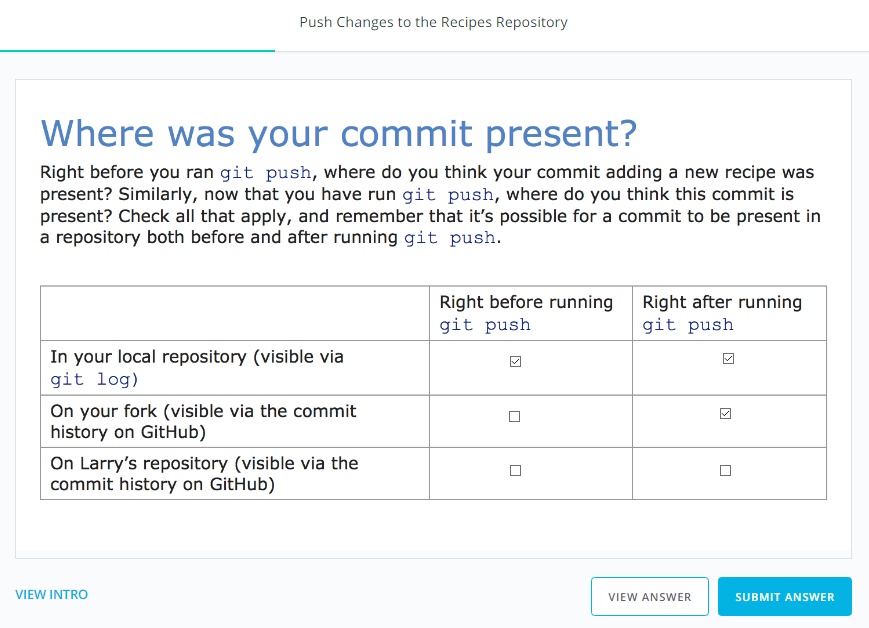 Push Changes to the Recipes Repository
Where was your commit present?
Right before you ran git push, where do you think your commit adding a new recipe was
present? Similarly, now that you have run git push, where do you think this commit is
present? Check all that apply, and remember that it’s possible for a commit to be present in
a repository both before and after running git push.
Right before running
git push
Right after running
git push
In your local repository (visible via
git log)
On your fork (visible via the commit
history on GitHub)
On Larry’s repository (visible via the
commit history on GitHub)
VIEW INTRO
VIEW ANSWER
SUBMIT ANSWER